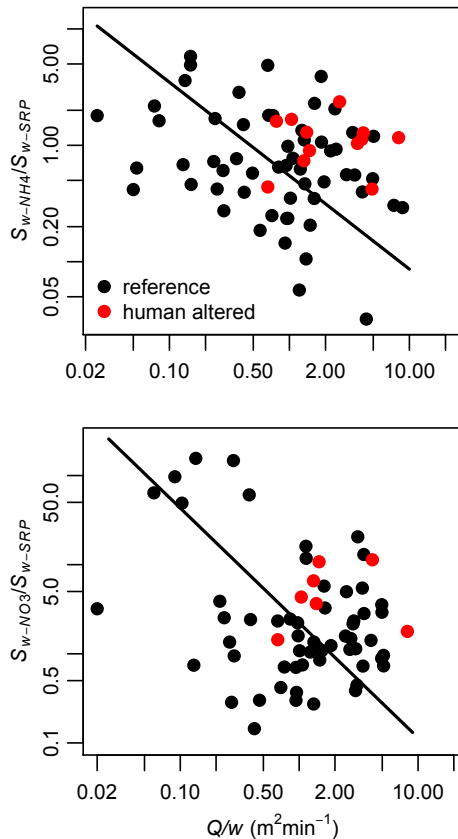 S_w-NH4/S_w-SRP
5.00
1.00
0.20
0.05
reference
human altered
0.02 0.10 0.50 2.00 10.00
S_w-NO3/S_w-SRP
50.0
5.0
0.5
0.1
0.02 0.10 0.50 2.00 10.00
Q/w (m²min⁻¹)